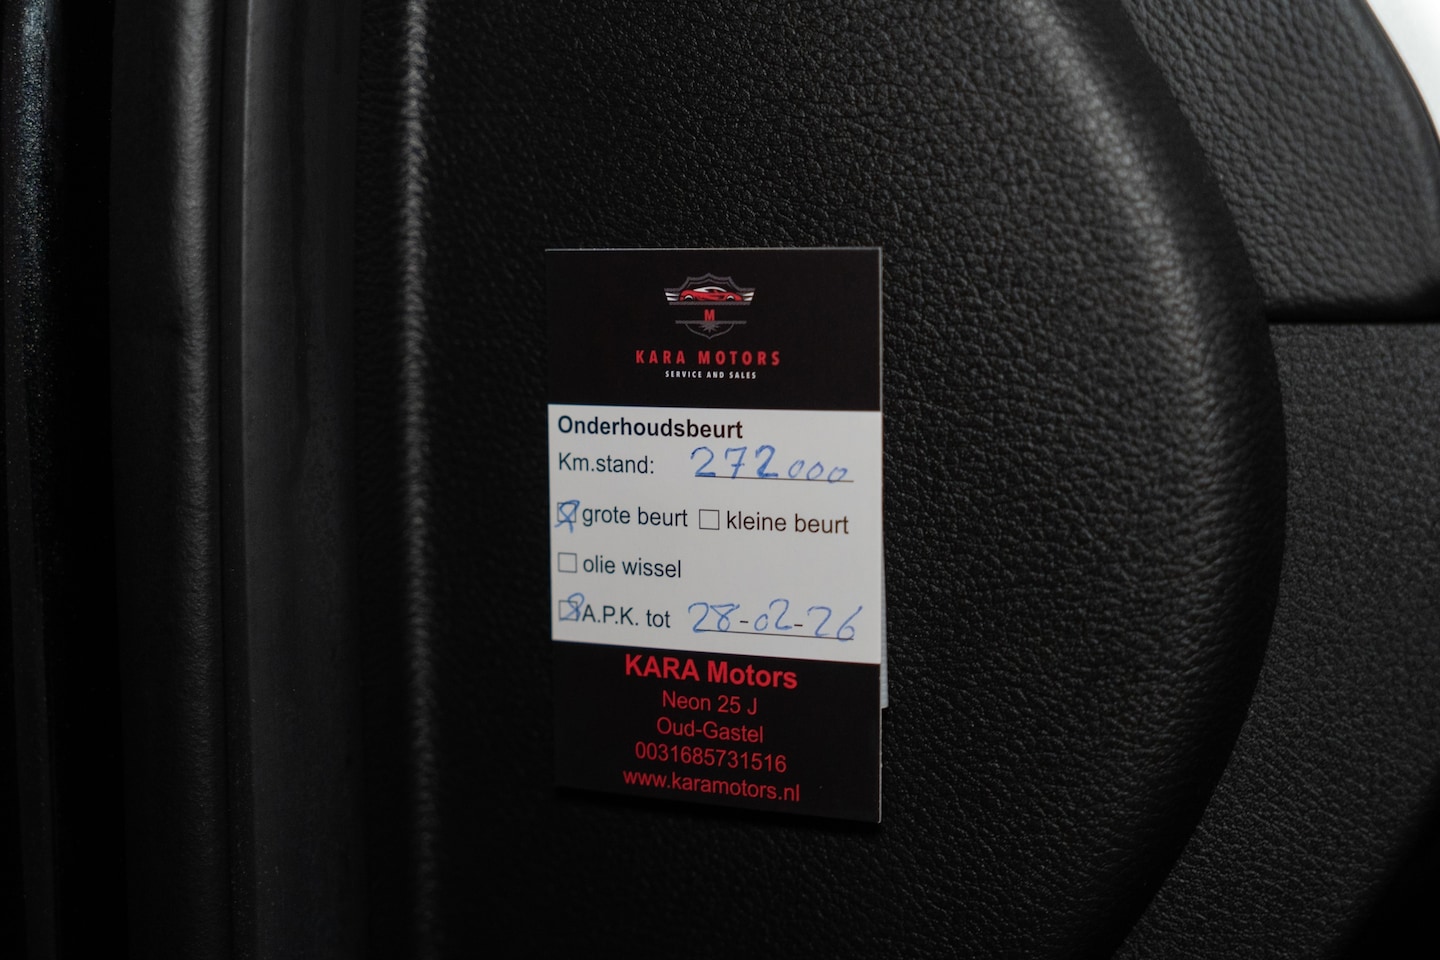 M
KARA MOTORS
SERVICE AND SALES
Onderhoudsbeurt
Km.stand: 272000
grote beurt kleine beurt
olie wissel
A.P.K. tot 28-02-26
KARA Motors
Neon 25 J
Oud-Gastel
0031685731516
www.karamotors.nl